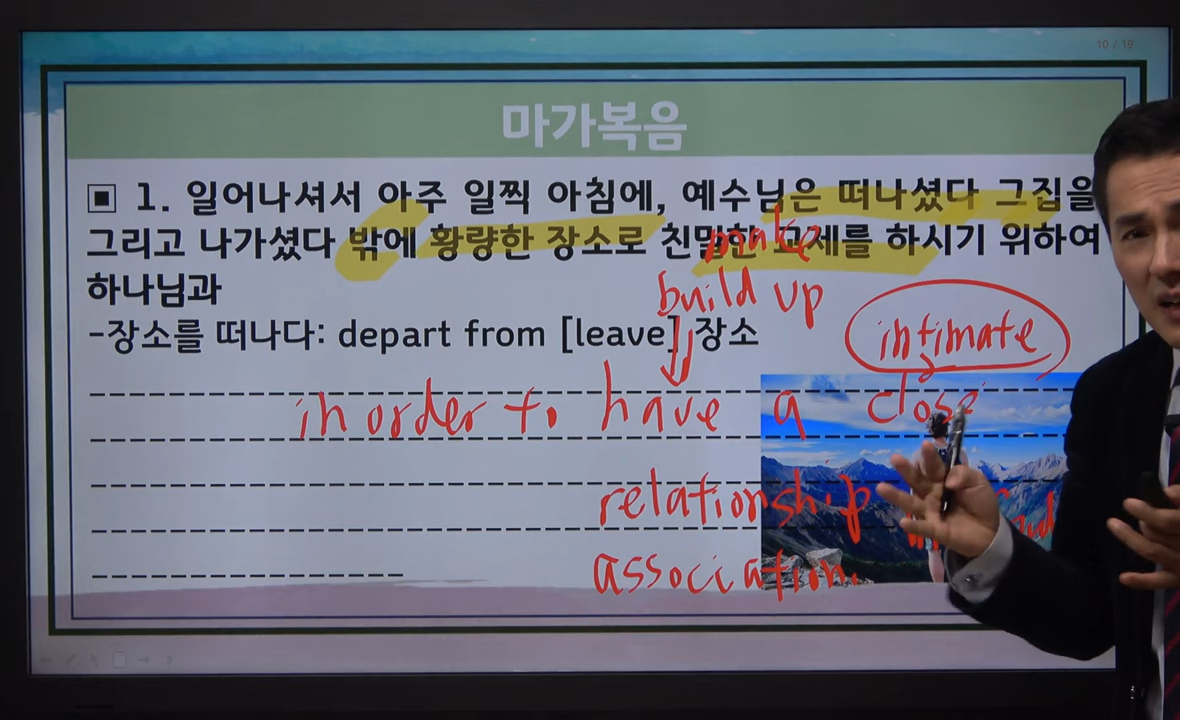 10 / 19
마가복음
▣ 1. 일어나셔서 아주 일찍 아침에, 예수님은 떠나셨다 그집을
그리고 나가셨다 밖에 황량한 장소로 친밀한 교제를 하시기 위하여
하나님과
make
build up
-장소를 떠나다: depart from [leave] 장소
intimate
in order to have a close
relationship
association.